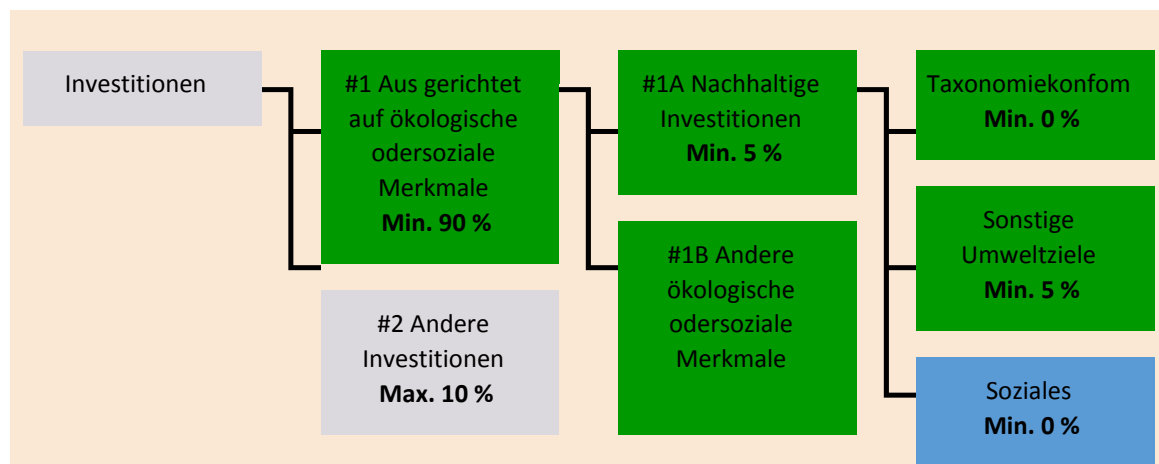 Investitionen
#1 Aus gerichtet
auf ökologische
odersoziale
Merkmale
Min. 90 %
#2 Andere
Investitionen
Max. 10 %
#1A Nachhaltige
Investitionen
Min. 5 %
#1B Andere
ökologische
odersoziale
Merkmale
Taxonomiekonfom
Min. 0 %
Sonstige
Umweltziele
Min. 5 %
Soziales
Min. 0 %